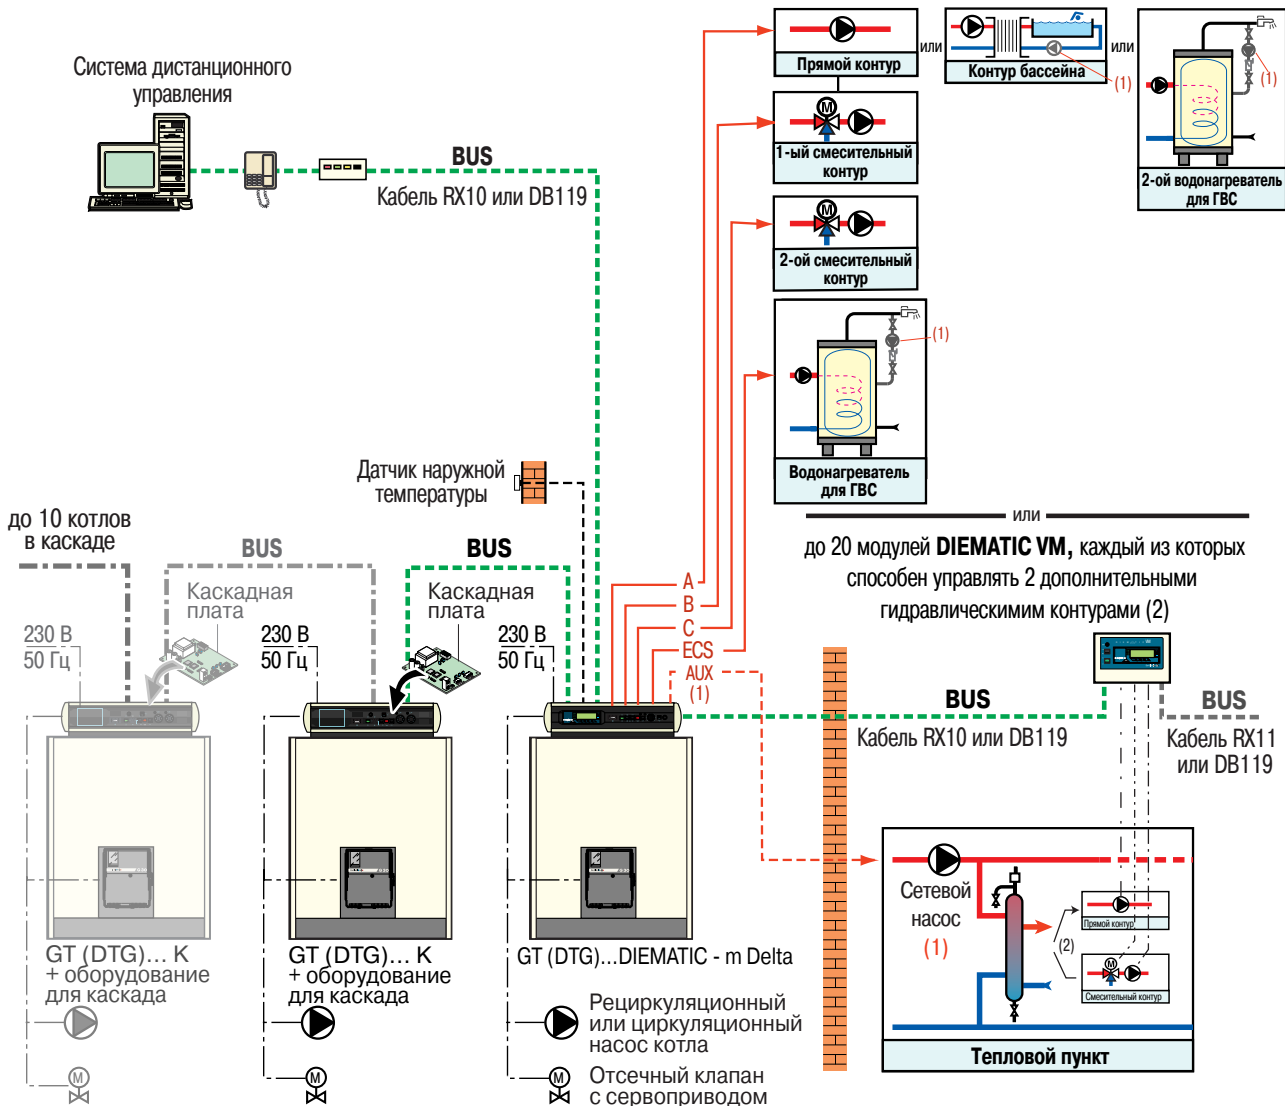 Система дистанционного
управления
BUS
Кабель RX10 или DB119
Прямой контур
или
Контур бассейна
(1)
или
(1)
2-ой водонагреватель
для ГВС
M
1-ый смесительный
контур
M
2-ой смесительный
контур
(1)
Водонагреватель
для ГВС
Датчик наружной
температуры
или
до 20 модулей DIEMATIC VM, каждый из которых
способен управлять 2 дополнительными
гидравлическимим контурами (2)
до 10 котлов
в каскаде
BUS
Каскадная
плата
230 В
50 Гц
BUS
Каскадная
плата
230 В
50 Гц
230 В
50 Гц
A
B
C
ECS
AUX
(1)
BUS
Кабель RX10 или DB119
BUS
Кабель RX11
или DB119
GT (DTG)... K
+ оборудование
для каскада
GT (DTG)... K
+ оборудование
для каскада
GT (DTG)...DIEMATIC - m Delta
Рециркуляционный
или циркуляционный
насос котла
M
M
M
Отсечный клапан
с сервоприводом
Сетевой
насос
(1)
(2)
Прямой контур
M
Смесительный контур
Тепловой пункт